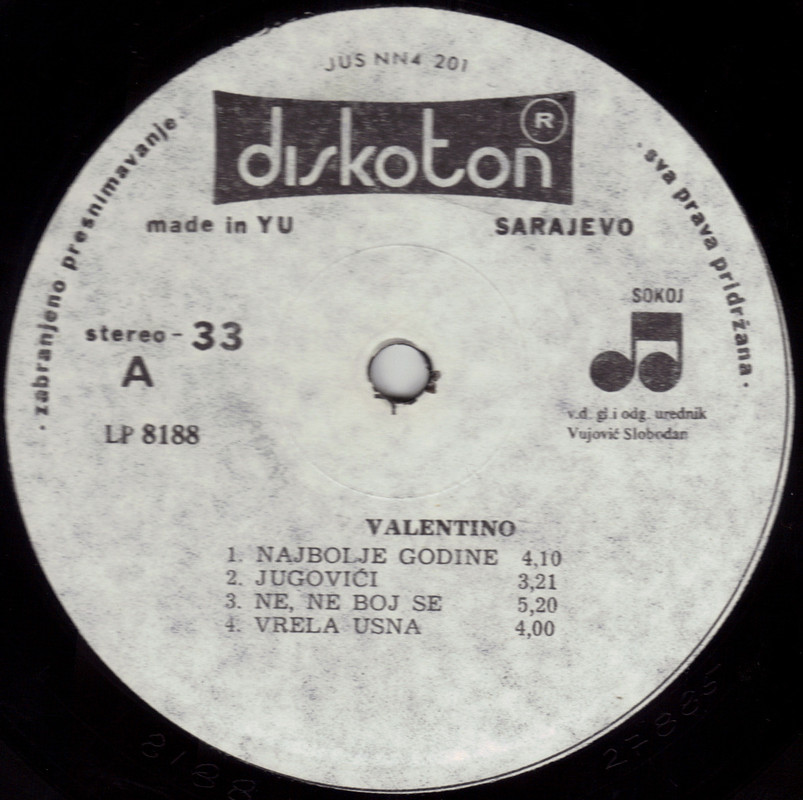 JUS NN4 201
diskoton ®
made in YU
SARAJEVO
· zabranjeno presnimavanje
· sva prava pridržana ·
stereo - 33
A
LP 8188
SOKOJ
v.d. gl.i odg. urednik
Vujović Slobodan
VALENTINO
1. NAJBOLJE GODINE 4,10
2. JUGOVIĆI 3,21
3. NE, NE BOJ SE 5,20
4. VRELA USNA 4,00
8188
27885